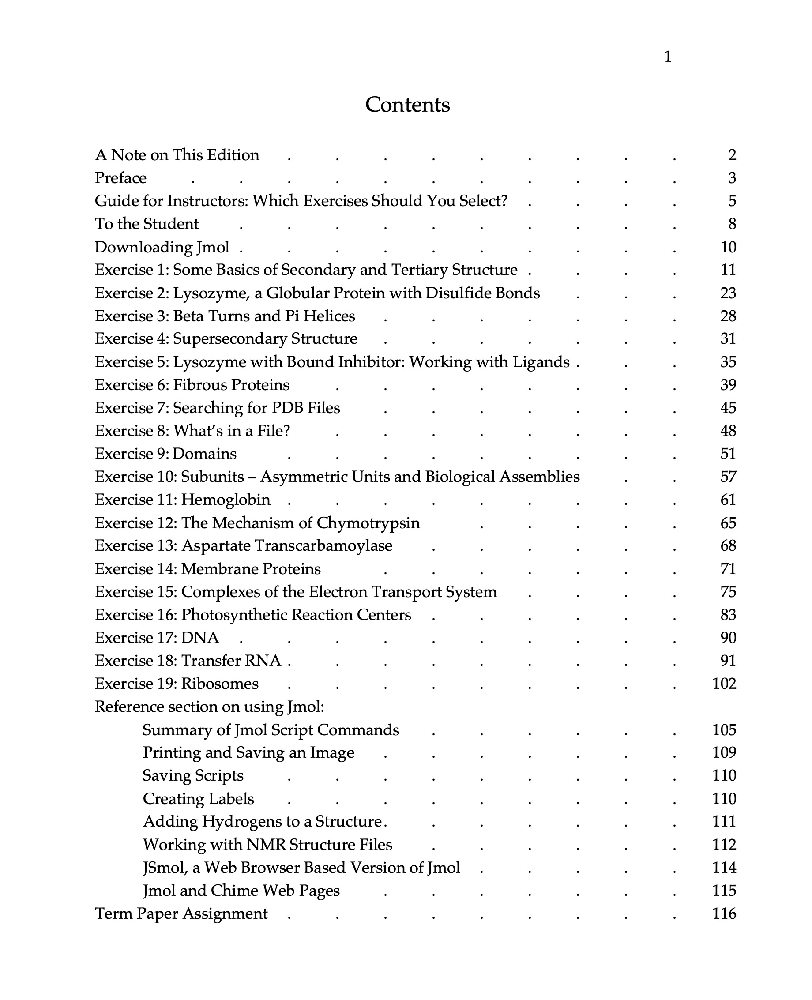 1
Contents
A Note on This Edition . . . . . . . . . 2
Preface . . . . . . . . . . . 3
Guide for Instructors: Which Exercises Should You Select? . . . . 5
To the Student . . . . . . . . . . 8
Downloading Jmol . . . . . . . . . . 10
Exercise 1: Some Basics of Secondary and Tertiary Structure . . . . 11
Exercise 2: Lysozyme, a Globular Protein with Disulfide Bonds . . . 23
Exercise 3: Beta Turns and Pi Helices . . . . . . . 28
Exercise 4: Supersecondary Structure . . . . . . . 31
Exercise 5: Lysozyme with Bound Inhibitor: Working with Ligands . . . 35
Exercise 6: Fibrous Proteins . . . . . . . . 39
Exercise 7: Searching for PDB Files . . . . . . . 45
Exercise 8: What’s in a File? . . . . . . . . 48
Exercise 9: Domains . . . . . . . . . 51
Exercise 10: Subunits – Asymmetric Units and Biological Assemblies . . 57
Exercise 11: Hemoglobin . . . . . . . . . 61
Exercise 12: The Mechanism of Chymotrypsin . . . . . 65
Exercise 13: Aspartate Transcarbamoylase . . . . . . 68
Exercise 14: Membrane Proteins . . . . . . . 71
Exercise 15: Complexes of the Electron Transport System . . . . 75
Exercise 16: Photosynthetic Reaction Centers . . . . . . 83
Exercise 17: DNA . . . . . . . . . . 90
Exercise 18: Transfer RNA . . . . . . . . . 91
Exercise 19: Ribosomes . . . . . . . . . 102
Reference section on using Jmol:
Summary of Jmol Script Commands . . . . . . 105
Printing and Saving an Image . . . . . . . 109
Saving Scripts . . . . . . . . . 110
Creating Labels . . . . . . . . . 110
Adding Hydrogens to a Structure . . . . . . . 111
Working with NMR Structure Files . . . . . . 112
JSmol, a Web Browser Based Version of Jmol . . . . . 114
Jmol and Chime Web Pages . . . . . . . 115
Term Paper Assignment . . . . . . . . . 116